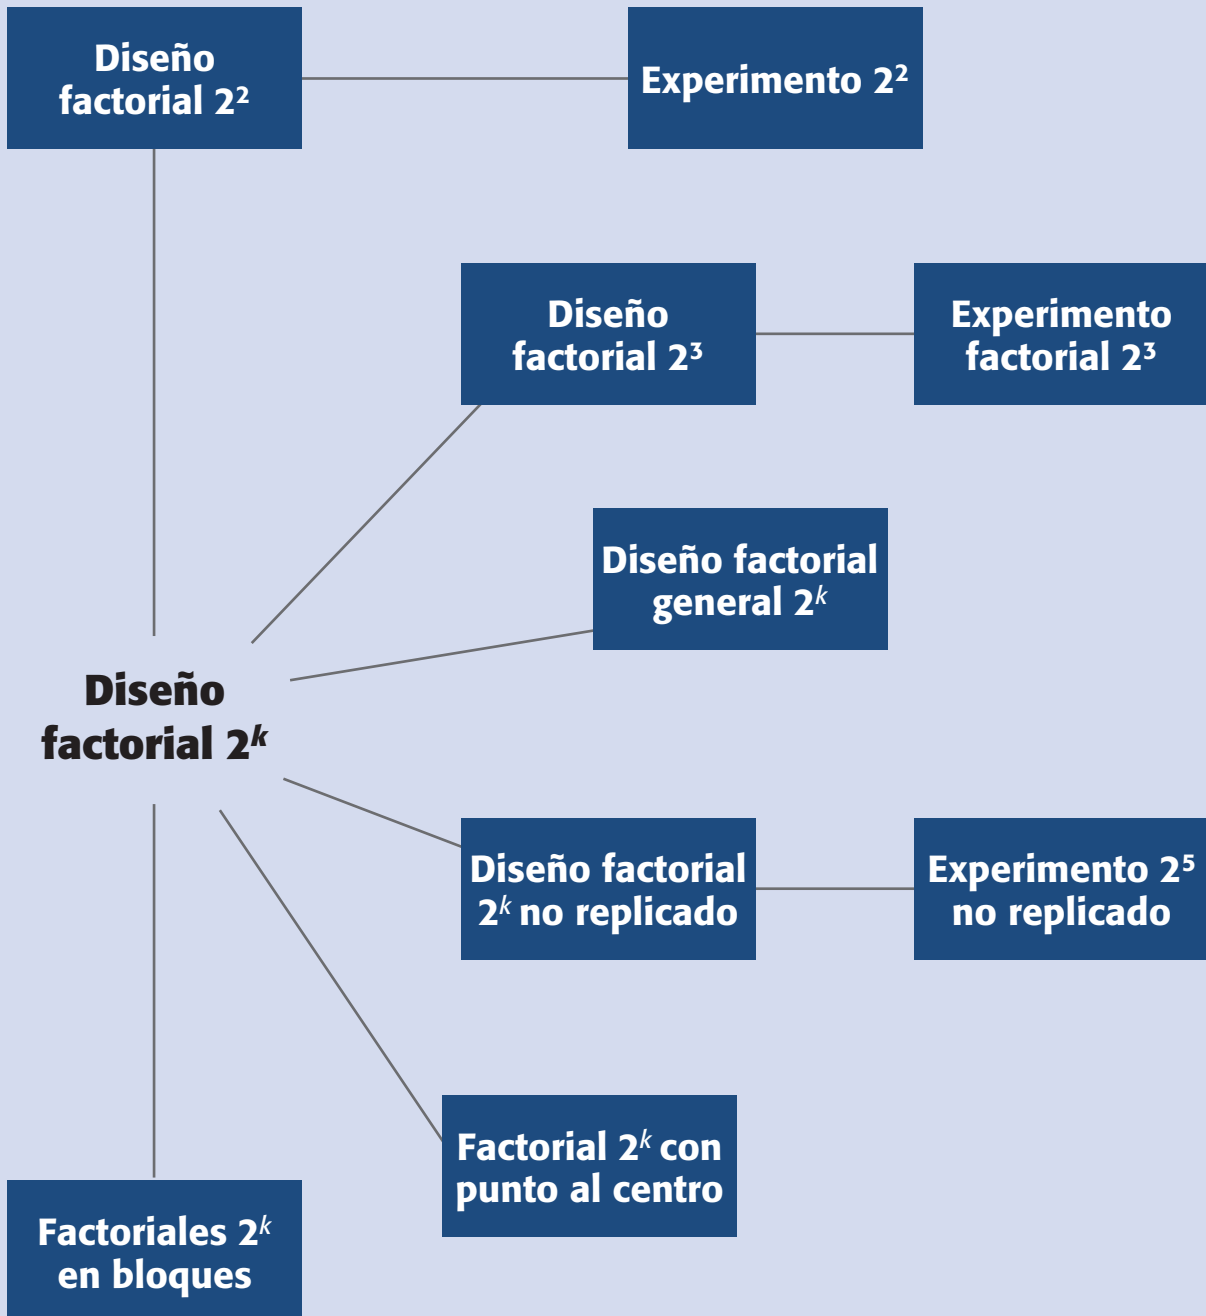 Diseño
factorial 2²
Experimento 2²
Diseño
factorial 2³
Experimento
factorial 2³
Diseño factorial
general 2ᵏ
Diseño
factorial 2ᵏ
Diseño factorial
2ᵏ no replicado
Experimento 2⁵
no replicado
Factorial 2ᵏ con
punto al centro
Factoriales 2ᵏ
en bloques